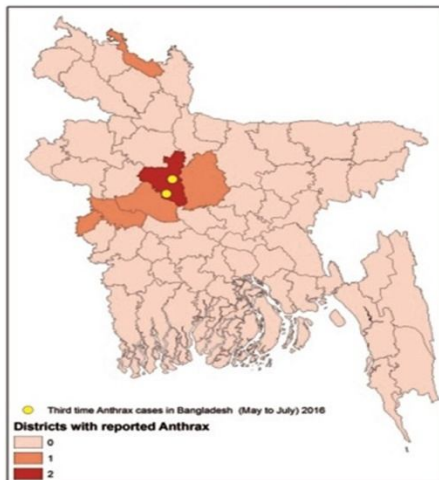 Third time Anthrax cases in Bangladesh (May to July) 2016
Districts with reported Anthrax
0
1
2